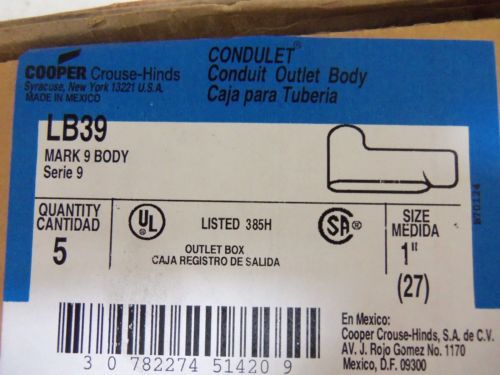 COOPER Crouse-Hinds
Syracuse, New York 13221 U.S.A.
MADE IN MEXICO
CONDULET®
Conduit Outlet Body
Caja para Tuberia
LB39
MARK 9 BODY
Serie 9
B70124
QUANTITY
CANTIDAD
5
UL
LISTED 385H
OUTLET BOX
CAJA REGISTRO DE SALIDA
SA®
SIZE
MEDIDA
1"
(27)
3 0 782274 51420 9
En Mexico:
Cooper Crouse-Hinds, S.A. de C.V.
AV. J. Rojo Gomez No. 1170
Mexico, D.F. 09300